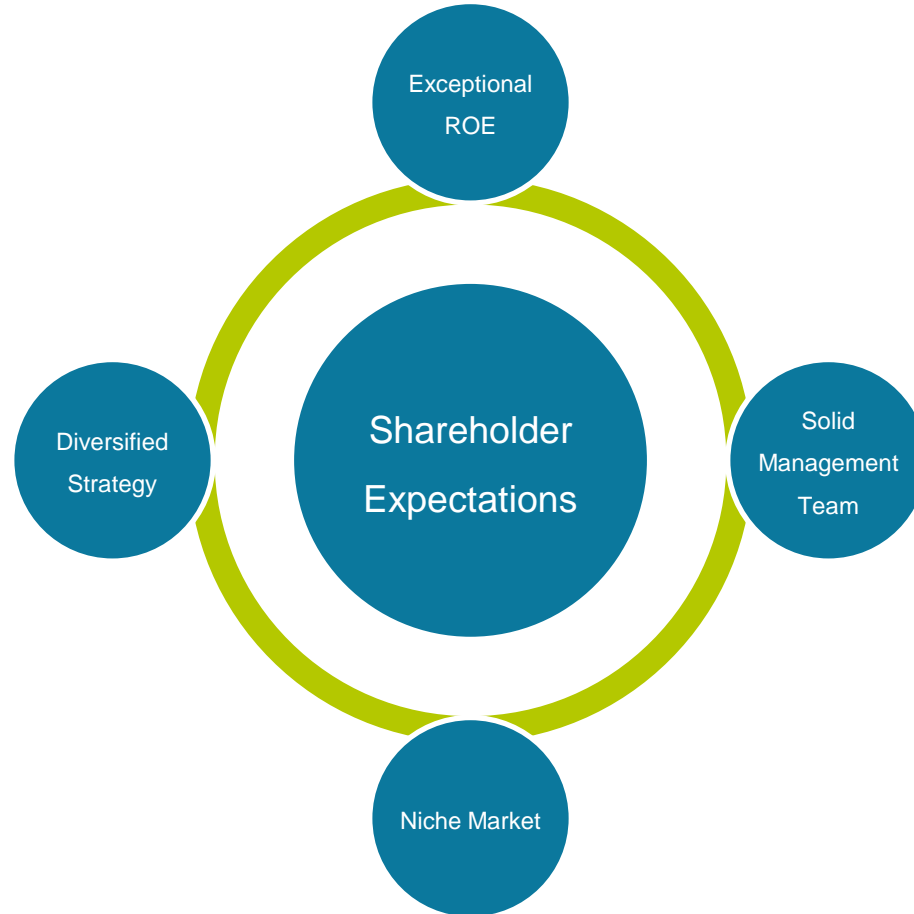 Exceptional
ROE
Diversified
Strategy
Shareholder
Expectations
Solid
Management
Team
Niche Market